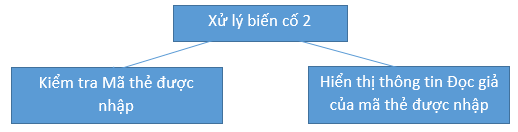 Xử lý biến cố 2
Kiểm tra Mã thẻ được
nhập
Hiển thị thông tin Đọc giả
của mã thẻ được nhập